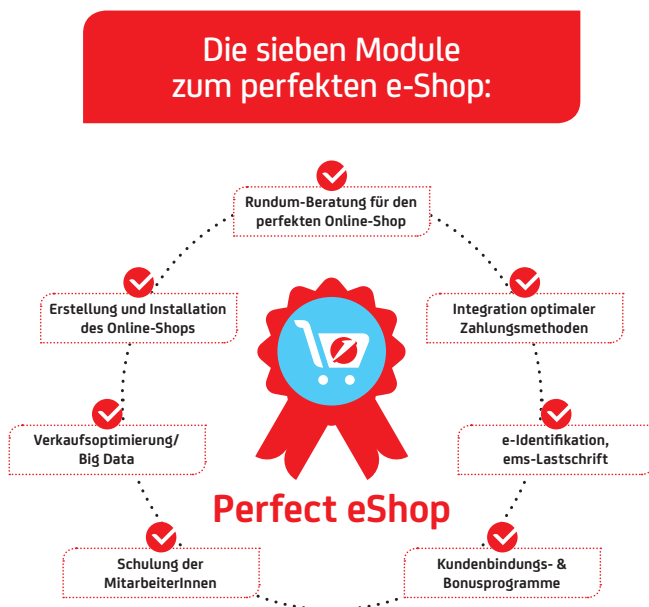 Die sieben Module
zum perfekten e-Shop:
Rundum-Beratung für den
perfekten Online-Shop
Erstellung und Installation
des Online-Shops
Integration optimaler
Zahlungsmethoden
Verkaufsoptimierung/
Big Data
e-Identifikation,
ems-Lastschrift
Perfect eShop
Schulung der
MitarbeiterInnen
Kundenbindungs- &
Bonusprogramme